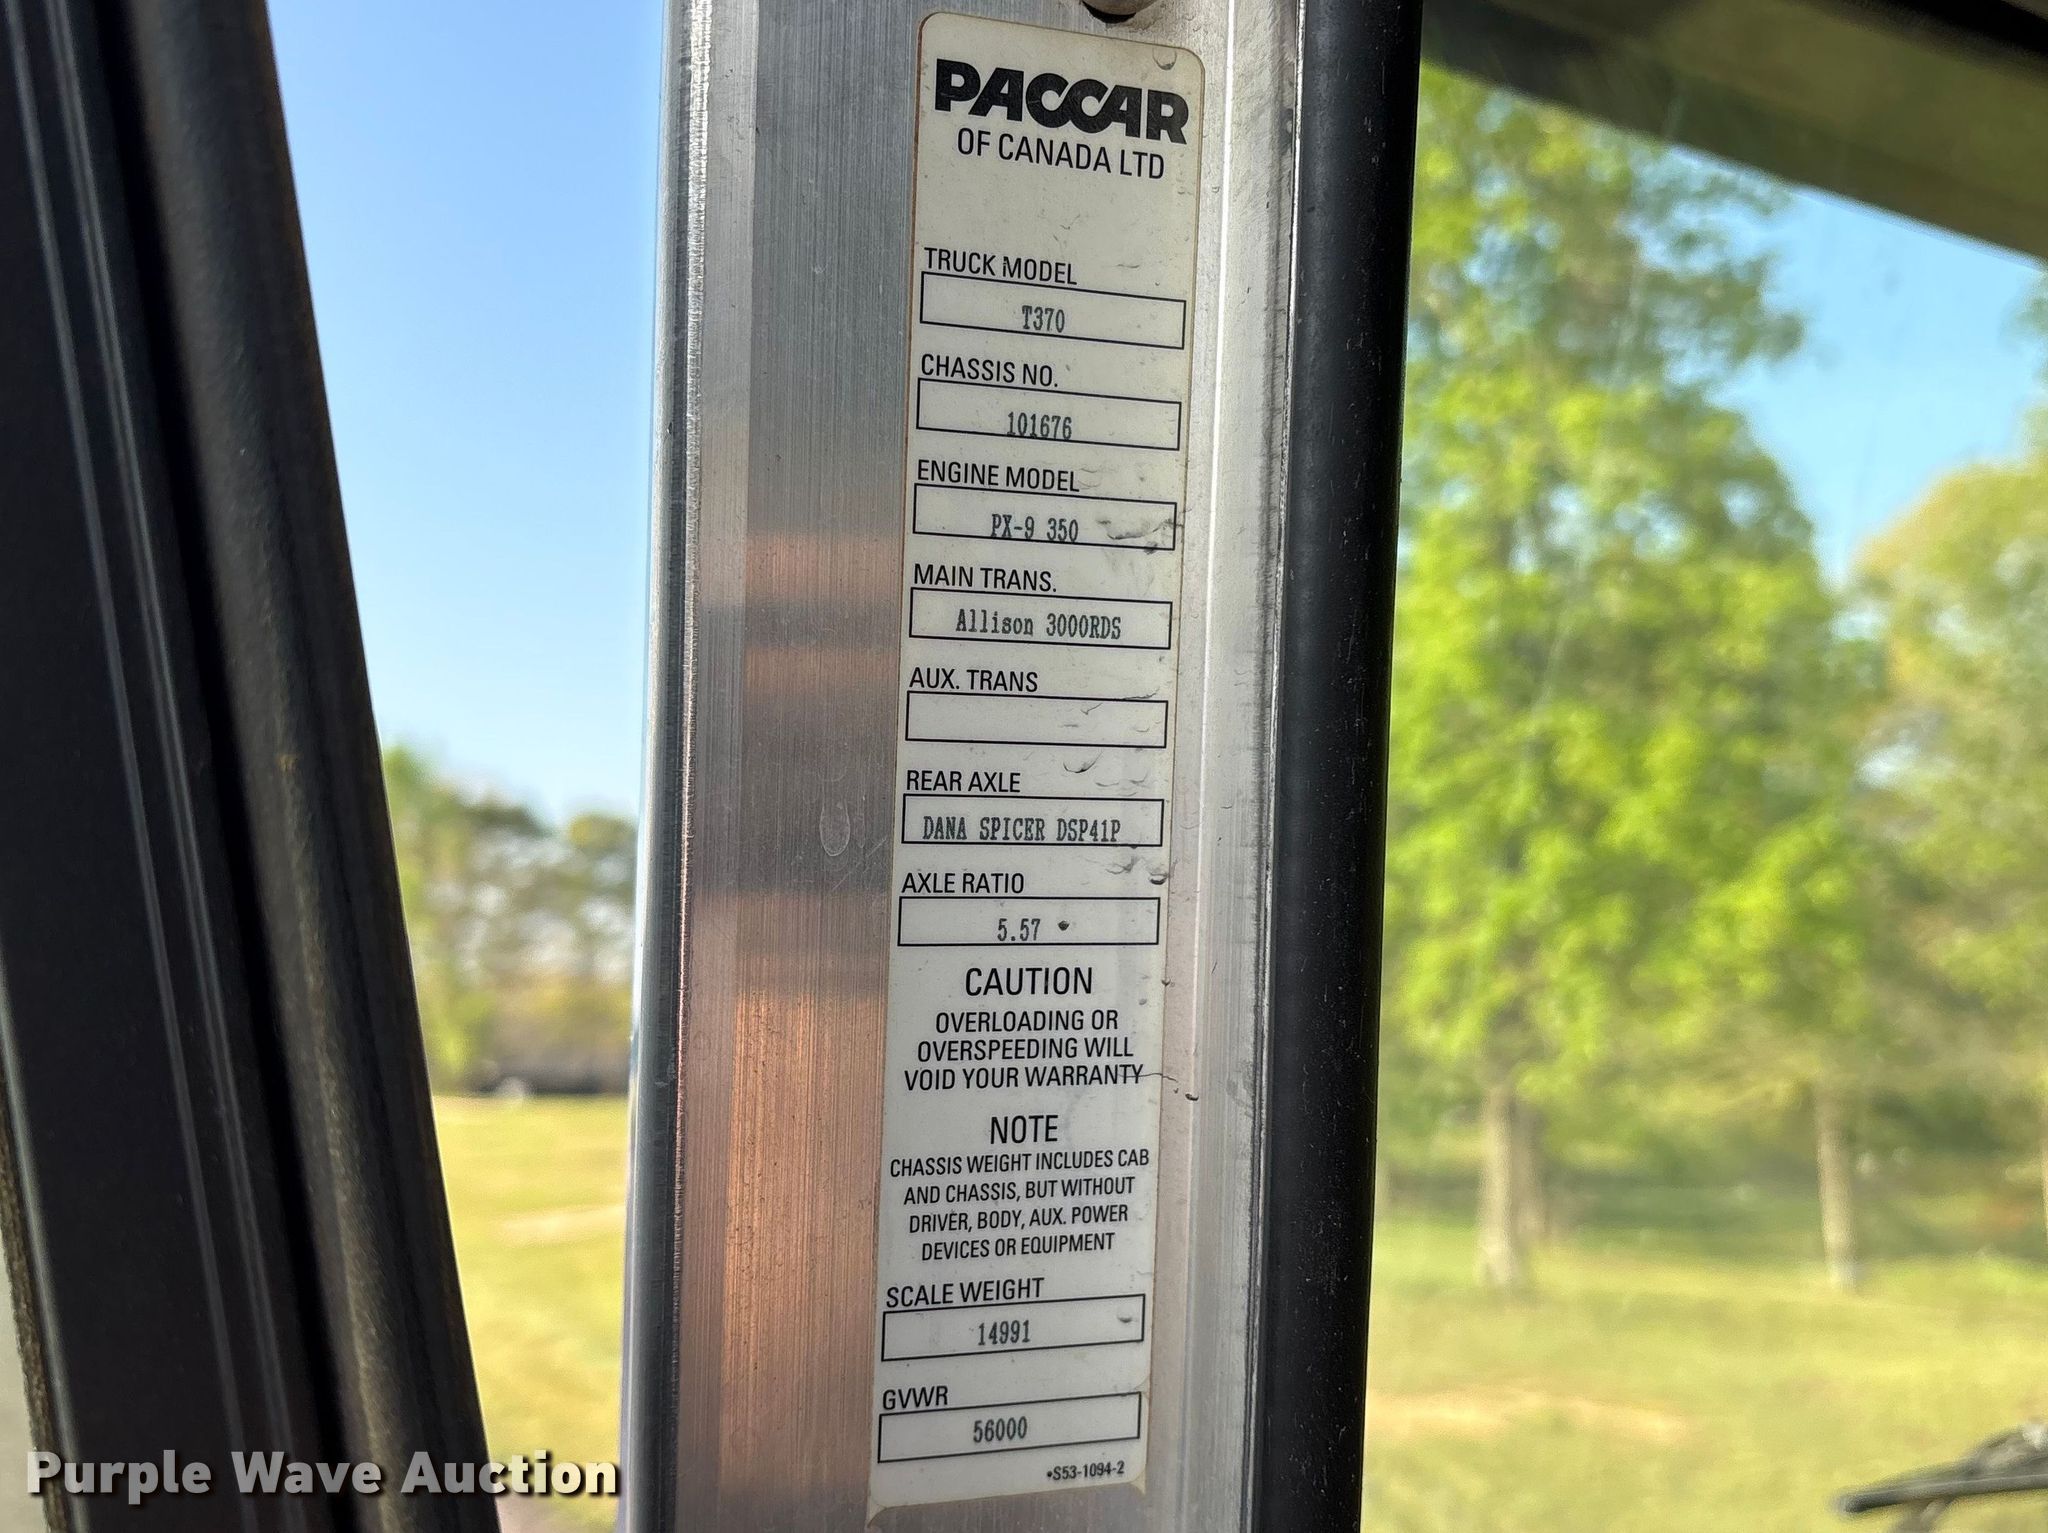 PACCAR
OF CANADA LTD
TRUCK MODEL
T370
CHASSIS NO.
101676
ENGINE MODEL
PX-9 350
MAIN TRANS.
Allison 3000RDS
AUX. TRANS
REAR AXLE
DANA SPICER DSP41P
AXLE RATIO
5.57
CAUTION
OVERLOADING OR
OVERSPEEDING WILL
VOID YOUR WARRANTY
NOTE
CHASSIS WEIGHT INCLUDES CAB
AND CHASSIS, BUT WITHOUT
DRIVER, BODY, AUX. POWER
DEVICES OR EQUIPMENT
SCALE WEIGHT
14991
GVWR
56000
•S53-1094-2
Purple Wave Auction